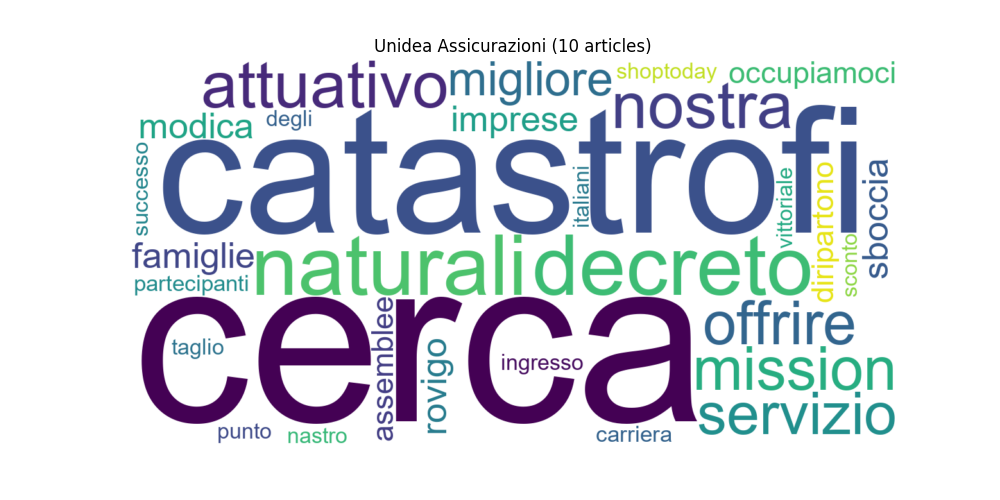 Unidea Assicurazioni (10 articles)
attuativo
migliore
shoptoday
occupiamoci
modica
degli
imprese
nostra
catastrofi
successo
italiani
vittoriale
diripartono
sboccia
sconto
famiglie
partecipanti
naturali
decreto
cerca
taglio
assemblee
rovigo
ingresso
offrire
mission
servizio
punto
nastro
carriera